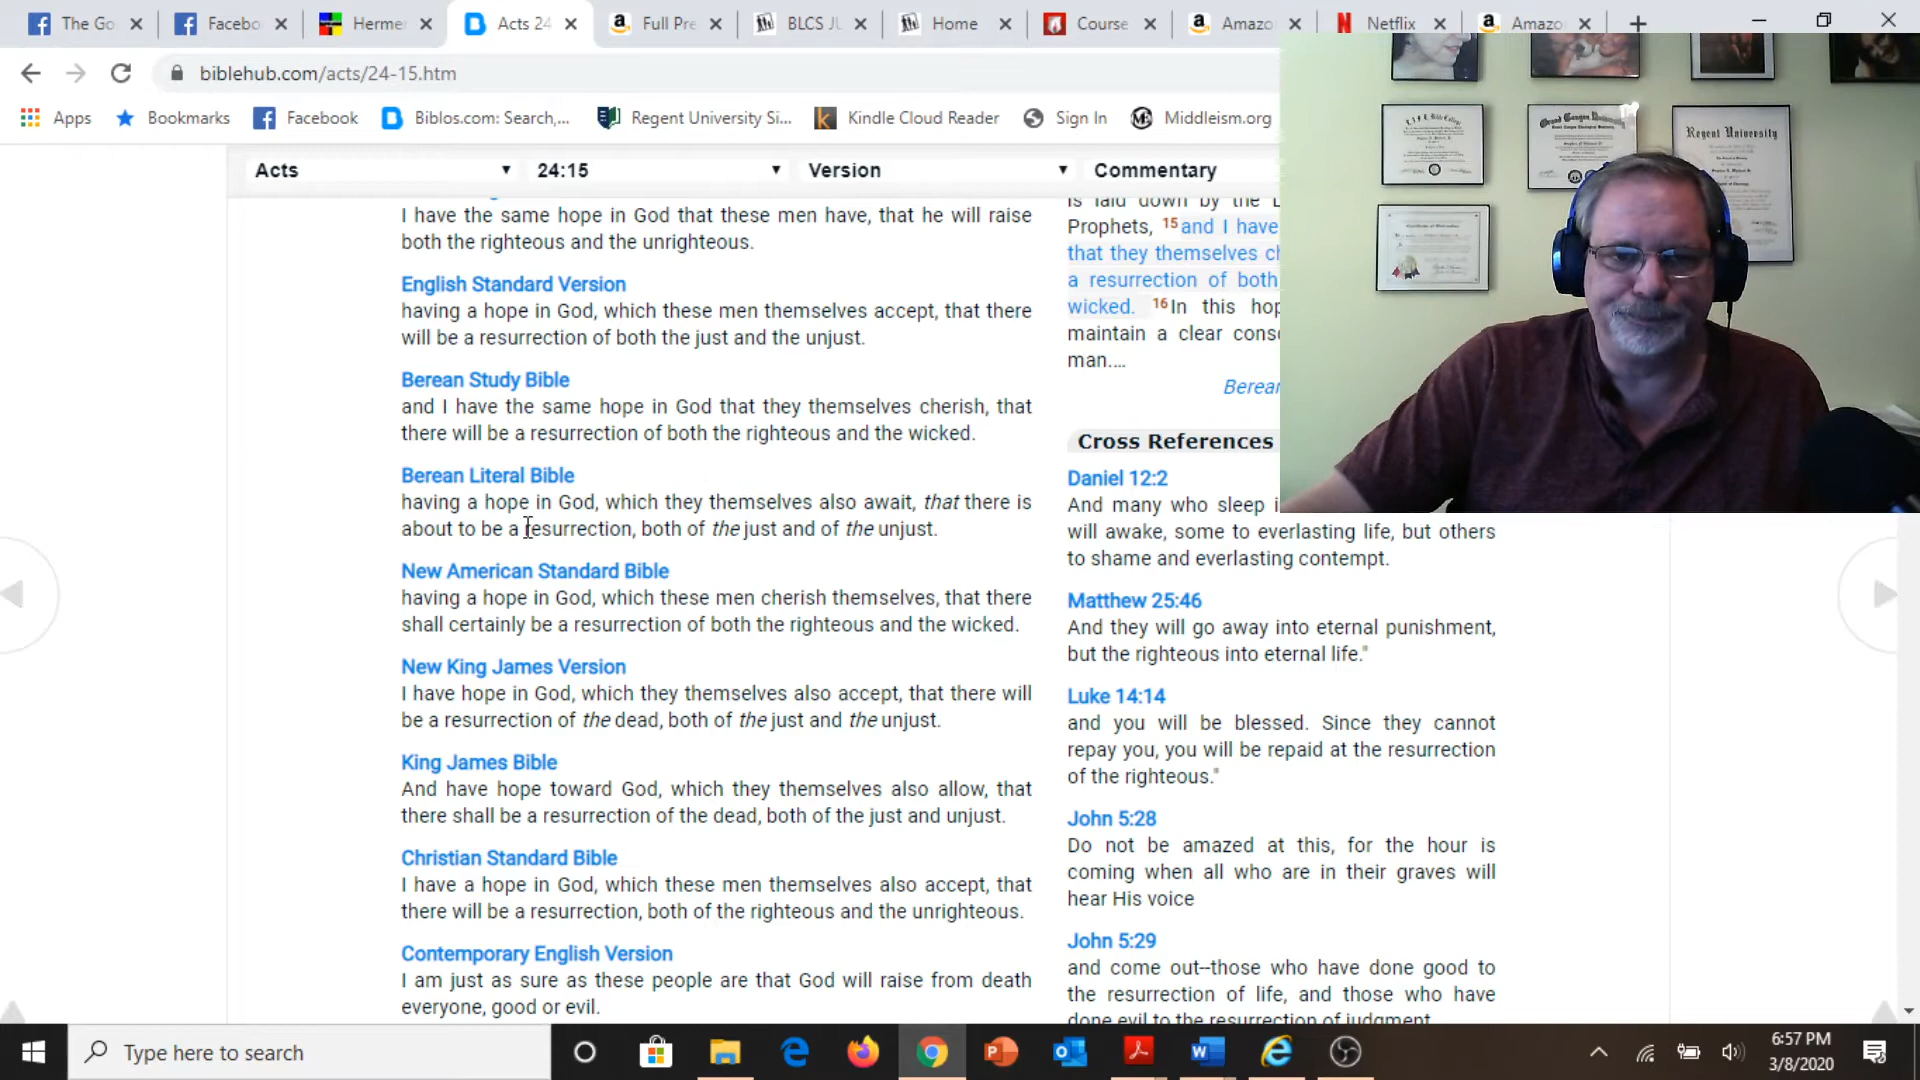 The Go
Facebo
Herme
Acts 24
Full Pre
BLCS JU
Home
Course
Amazo
Netflix
Amazo
biblehub.com/acts/24-15.htm
Apps
Bookmarks
Facebook
Biblos.com: Search,...
Regent University Si...
Kindle Cloud Reader
Sign In
Middleism.org
Acts
24:15
Version
Commentary
I have the same hope in God that these men have, that he will raise
both the righteous and the unrighteous.
English Standard Version
having a hope in God, which these men themselves accept, that there
will be a resurrection of both the just and the unjust.
Berean Study Bible
and I have the same hope in God that they themselves cherish, that
there will be a resurrection of both the righteous and the wicked.
Berean Literal Bible
having a hope in God, which they themselves also await, that there is
about to be a resurrection, both of the just and of the unjust.
New American Standard Bible
having a hope in God, which these men cherish themselves, that there
shall certainly be a resurrection of both the righteous and the wicked.
New King James Version
I have hope in God, which they themselves also accept, that there will
be a resurrection of the dead, both of the just and the unjust.
King James Bible
And have hope toward God, which they themselves also allow, that
there shall be a resurrection of the dead, both of the just and unjust.
Christian Standard Bible
I have a hope in God, which these men themselves also accept, that
there will be a resurrection, both of the righteous and the unrighteous.
Contemporary English Version
I am just as sure as these people are that God will raise from death
everyone, good or evil.
is laid down by the L
Prophets, 15and I have
that they themselves ch
a resurrection of both
wicked. 16In this hop
maintain a clear consc
man....
Berean
Cross References
Daniel 12:2
And many who sleep i
will awake, some to everlasting life, but others
to shame and everlasting contempt.
Matthew 25:46
And they will go away into eternal punishment,
but the righteous into eternal life."
Luke 14:14
and you will be blessed. Since they cannot
repay you, you will be repaid at the resurrection
of the righteous."
John 5:28
Do not be amazed at this, for the hour is
coming when all who are in their graves will
hear His voice
John 5:29
and come out--those who have done good to
the resurrection of life, and those who have
done evil to the resurrection of judgment.
Regent University
Type here to search
6:57 PM
3/8/2020